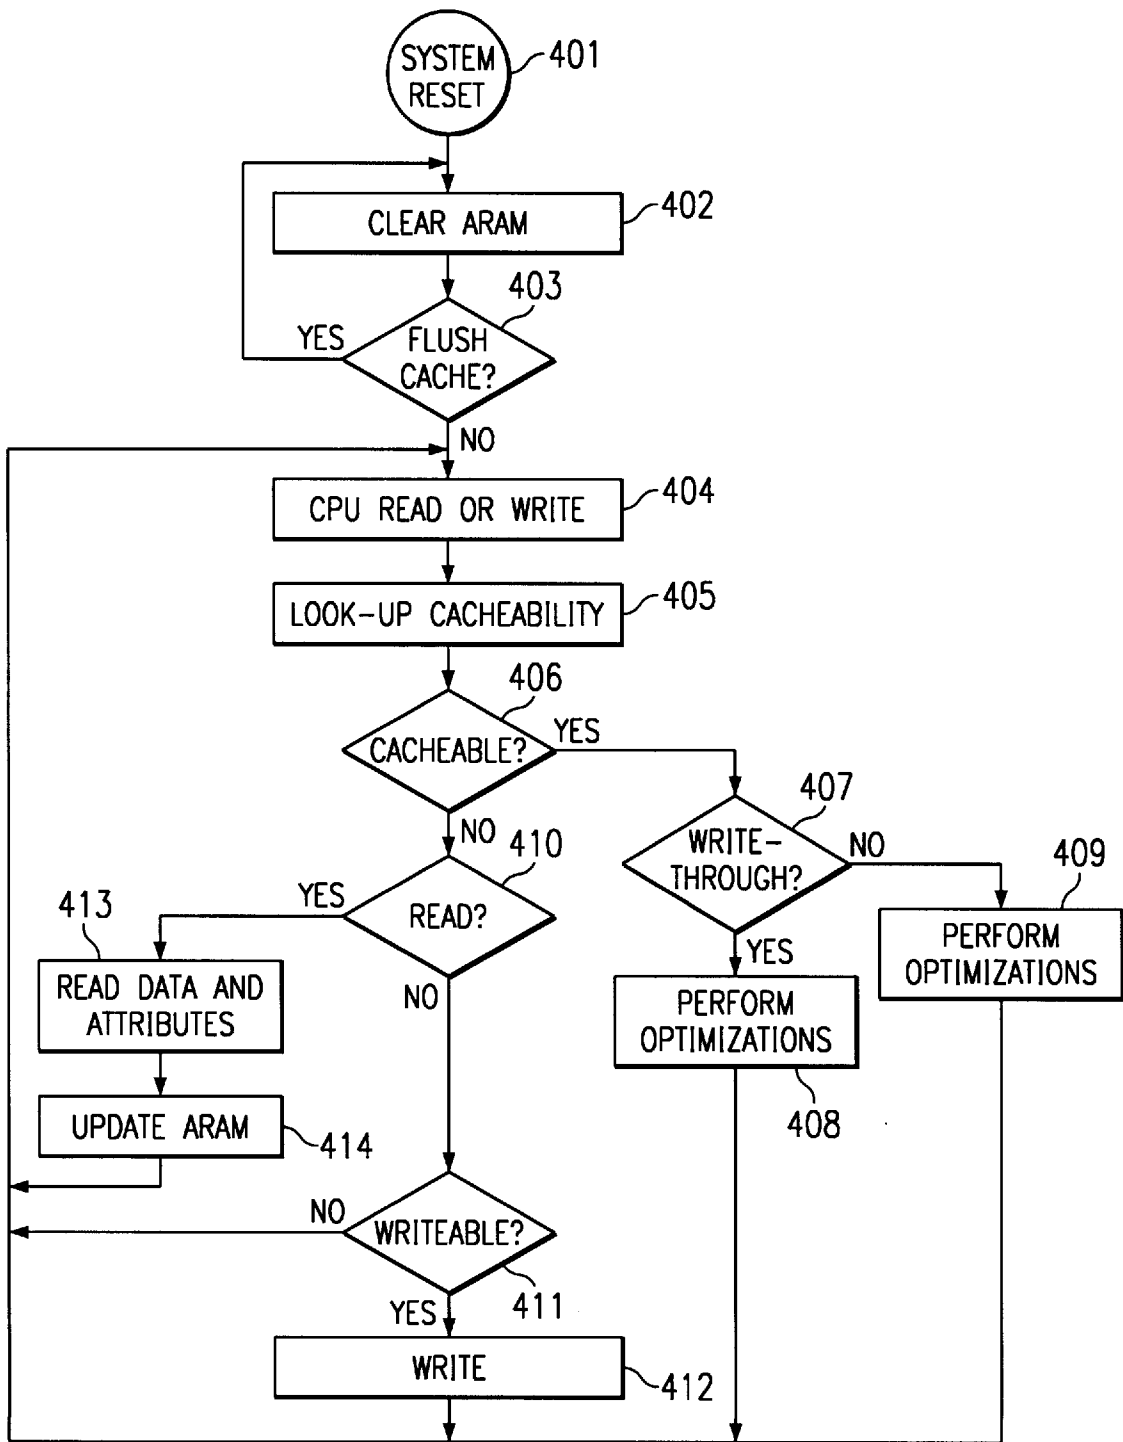 SYSTEM
RESET
401
CLEAR ARAM
402
403
YES
FLUSH
CACHE?
NO
CPU READ OR WRITE
404
LOOK-UP CACHEABILITY
405
406
CACHEABLE?
YES
NO
407
WRITE-
THROUGH?
NO
YES
409
PERFORM
OPTIMIZATIONS
410
YES
READ?
NO
413
READ DATA AND
ATTRIBUTES
PERFORM
OPTIMIZATIONS
408
UPDATE ARAM
414
NO
WRITEABLE?
411
YES
WRITE
412